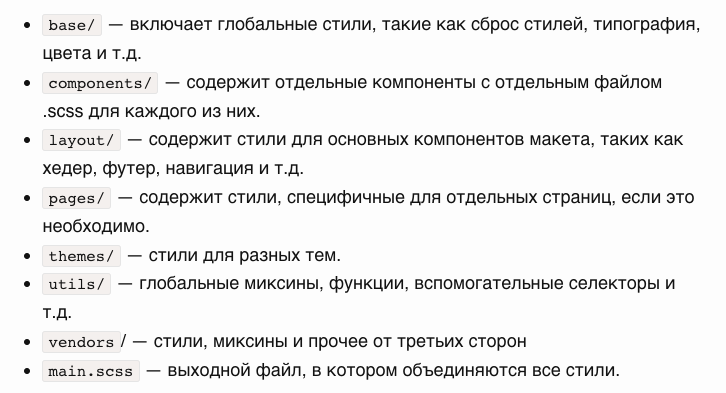 • base/ — включает глобальные стили, такие как сброс стилей, типография,
цвета и т.д.
• components/ — содержит отдельные компоненты с отдельным файлом
.scss для каждого из них.
• layout/ — содержит стили для основных компонентов макета, таких как
хедер, футер, навигация и т.д.
• pages/ — содержит стили, специфичные для отдельных страниц, если это
необходимо.
• themes/ — стили для разных тем.
• utils/ — глобальные миксины, функции, вспомогательные селекторы и
т.д.
• vendors/ — стили, миксины и прочее от третьих сторон
• main.scss — выходной файл, в котором объединяются все стили.